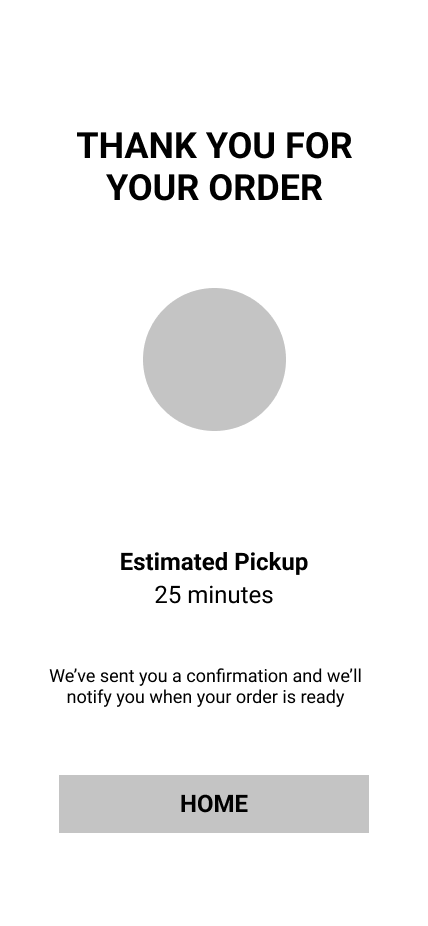 THANK YOU FOR
YOUR ORDER
Estimated Pickup
25 minutes
We’ve sent you a confirmation and we’ll
notify you when your order is ready
HOME